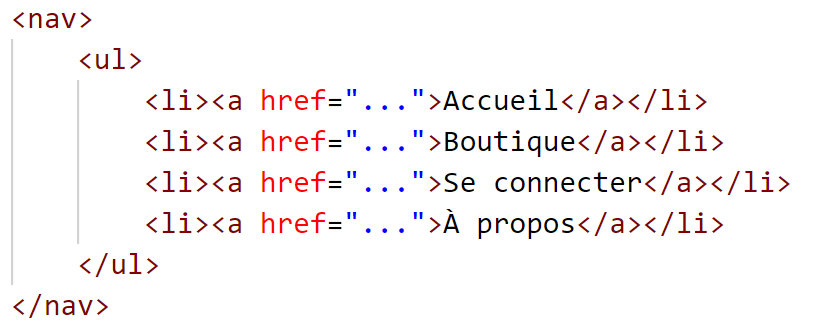 <nav>
    <ul>
        <li><a href="...">Accueil</a></li>
        <li><a href="...">Boutique</a></li>
        <li><a href="...">Se connecter</a></li>
        <li><a href="...">À propos</a></li>
    </ul>
</nav>